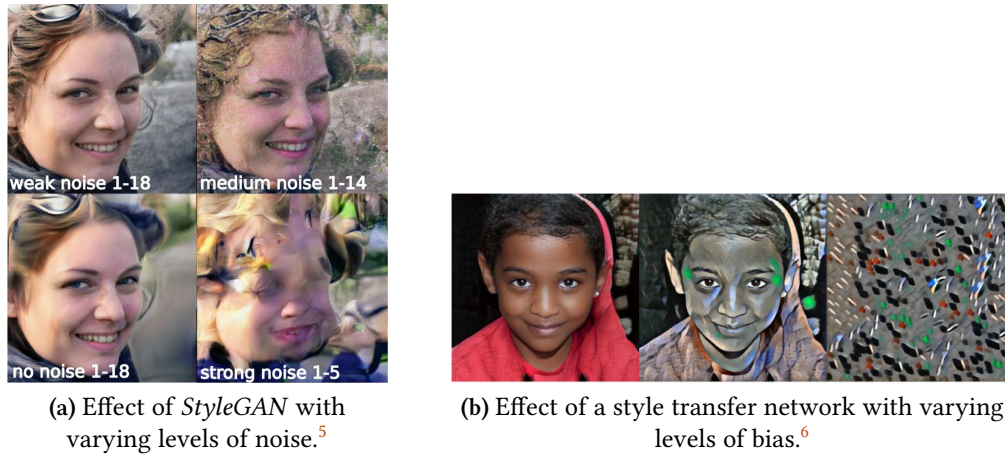 weak noise 1-18
medium noise 1-14
no noise 1-18
strong noise 1-5
(a) Effect of StyleGAN with
varying levels of noise.5
(b) Effect of a style transfer network with varying
levels of bias.6